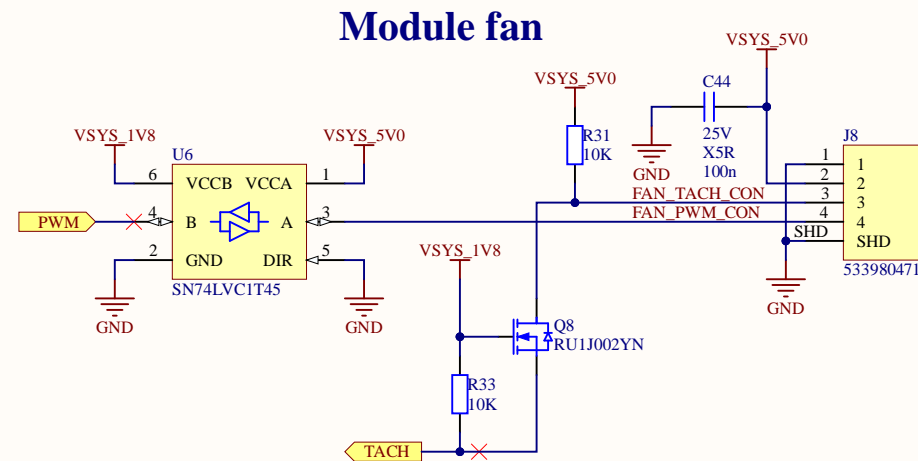 Module fan
VSYS_5V0
C44
VSYS_5V0
25V
X5R
100n
R31
10K
GND
J8
VSYS_1V8
VSYS_5V0
U6
6 VCCB VCCA 1
PWM 4 B A 3
2 GND DIR 5
SN74LVC1T45
GND
GND
1 1
2 2
FAN_TACH_CON 3 3
FAN_PWM_CON 4 4
SHD SHD
533980471
GND
VSYS_1V8
Q8
RU1J002YN
R33
10K
TACH